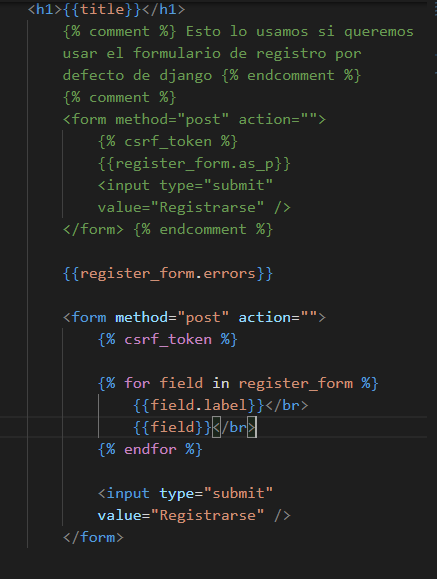 <h1>{{title}}</h1>
{% comment %} Esto lo usamos si queremos
usar el formulario de registro por
defecto de django {% endcomment %}
{% comment %}
<form method="post" action="">
{% csrf_token %}
{{register_form.as_p}}
<input type="submit"
value="Registrarse" />
</form> {% endcomment %}
{{register_form.errors}}
<form method="post" action="">
{% csrf_token %}
{% for field in register_form %}
{{field.label}}</br>
{{field}}</br>
{% endfor %}
<input type="submit"
value="Registrarse" />
</form>